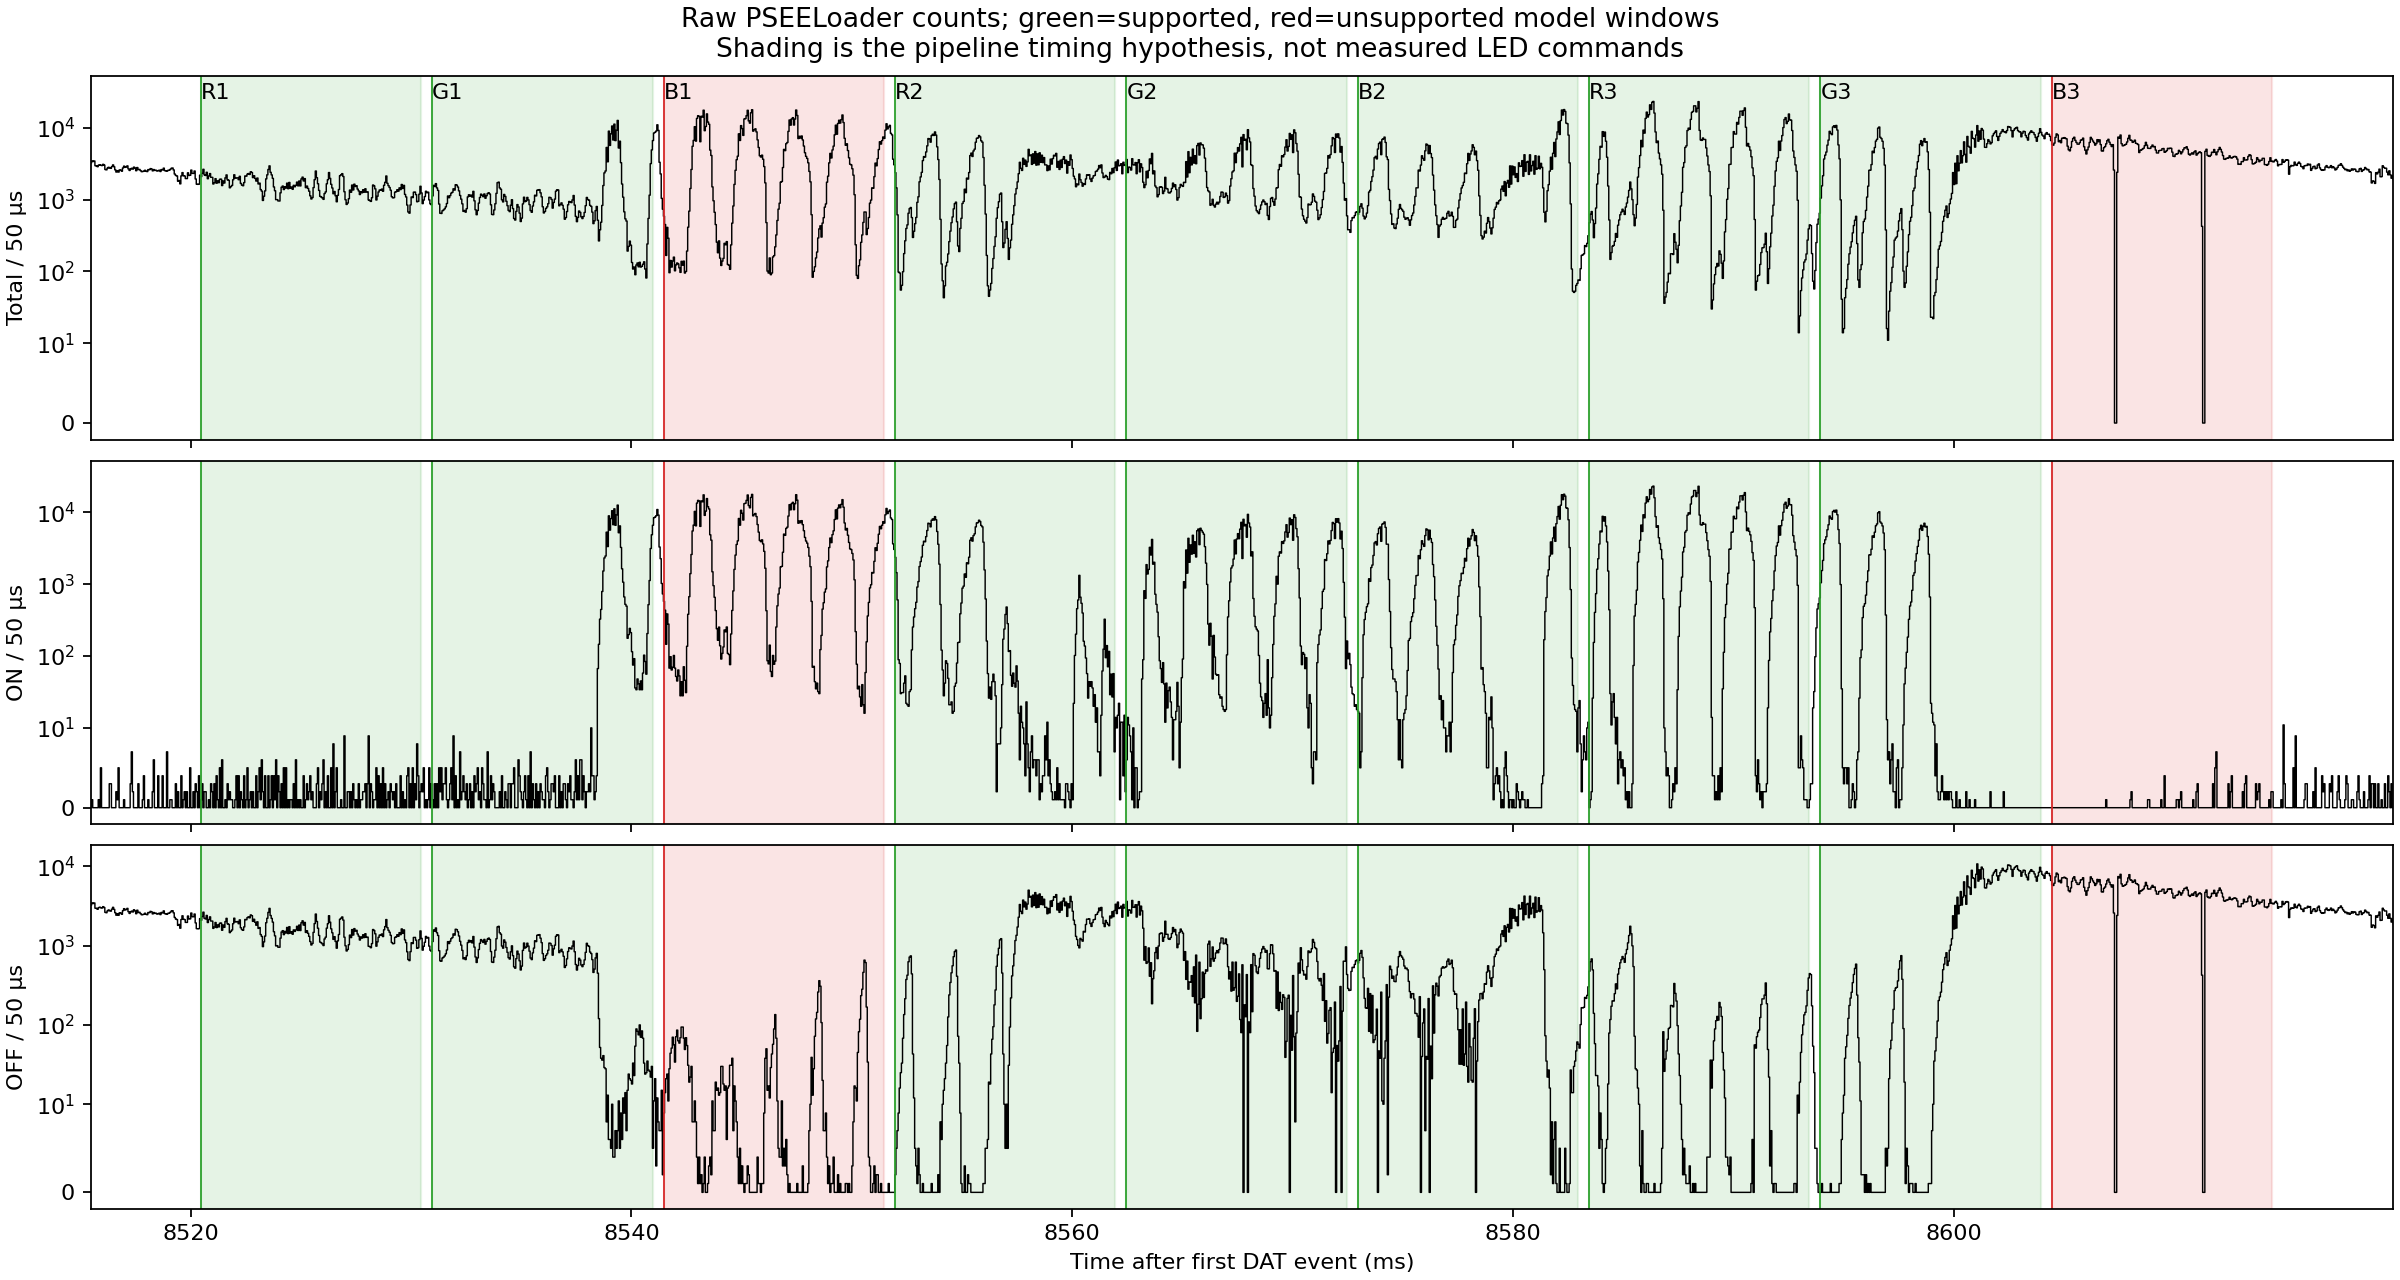 Raw PSEELoader counts; green=supported, red=unsupported model windows
Shading is the pipeline timing hypothesis, not measured LED commands
R1 G1 B1 R2 G2 B2 R3 G3 B3
Total / 50 µs
10⁴
10³
10²
10¹
0
ON / 50 µs
10⁴
10³
10²
10¹
0
OFF / 50 µs
10⁴
10³
10²
10¹
0
8520 8540 8560 8580 8600
Time after first DAT event (ms)